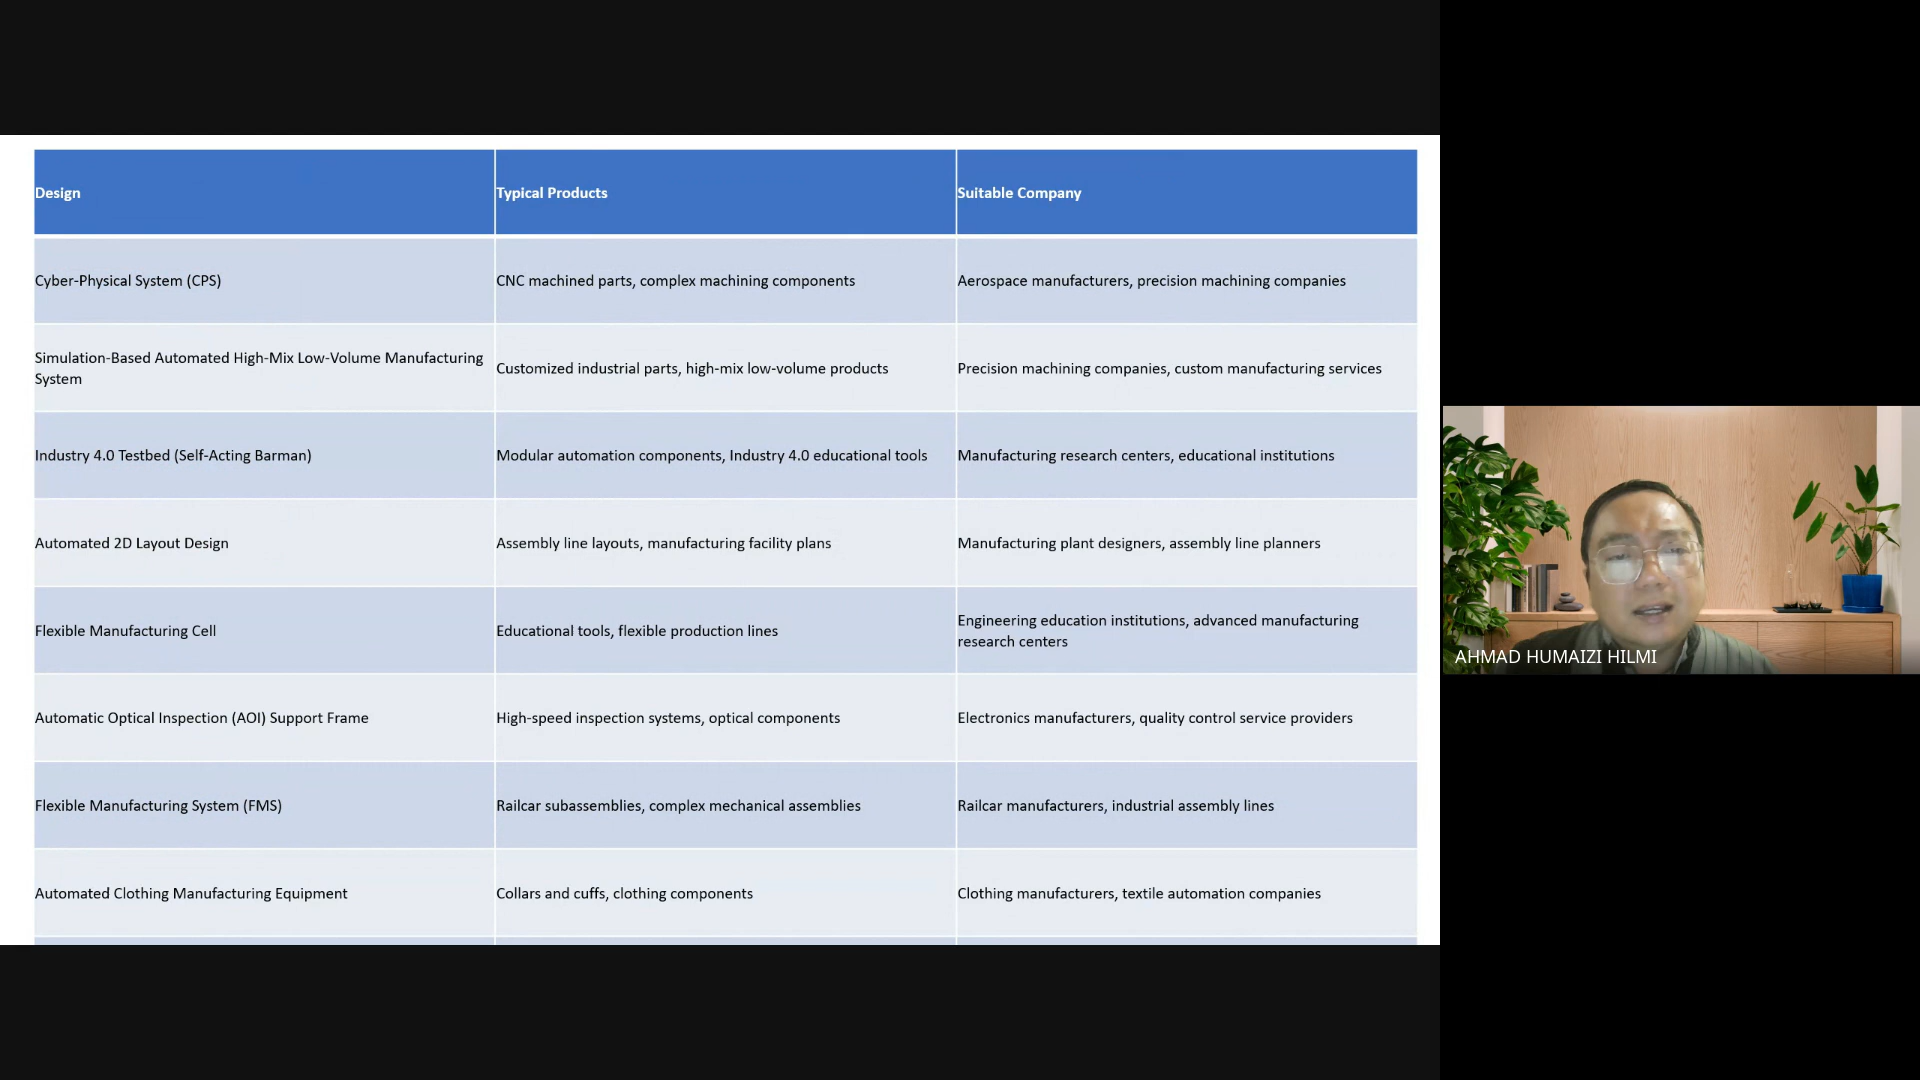 Design
Typical Products
Suitable Company
Cyber-Physical System (CPS)
CNC machined parts, complex machining components
Aerospace manufacturers, precision machining companies
Simulation-Based Automated High-Mix Low-Volume Manufacturing
System
Customized industrial parts, high-mix low-volume products
Precision machining companies, custom manufacturing services
Industry 4.0 Testbed (Self-Acting Barman)
Modular automation components, Industry 4.0 educational tools
Manufacturing research centers, educational institutions
Automated 2D Layout Design
Assembly line layouts, manufacturing facility plans
Manufacturing plant designers, assembly line planners
Flexible Manufacturing Cell
Educational tools, flexible production lines
Engineering education institutions, advanced manufacturing
research centers
Automatic Optical Inspection (AOI) Support Frame
High-speed inspection systems, optical components
Electronics manufacturers, quality control service providers
Flexible Manufacturing System (FMS)
Railcar subassemblies, complex mechanical assemblies
Railcar manufacturers, industrial assembly lines
Automated Clothing Manufacturing Equipment
Collars and cuffs, clothing components
Clothing manufacturers, textile automation companies
AHMAD HUMAIZI HILMI